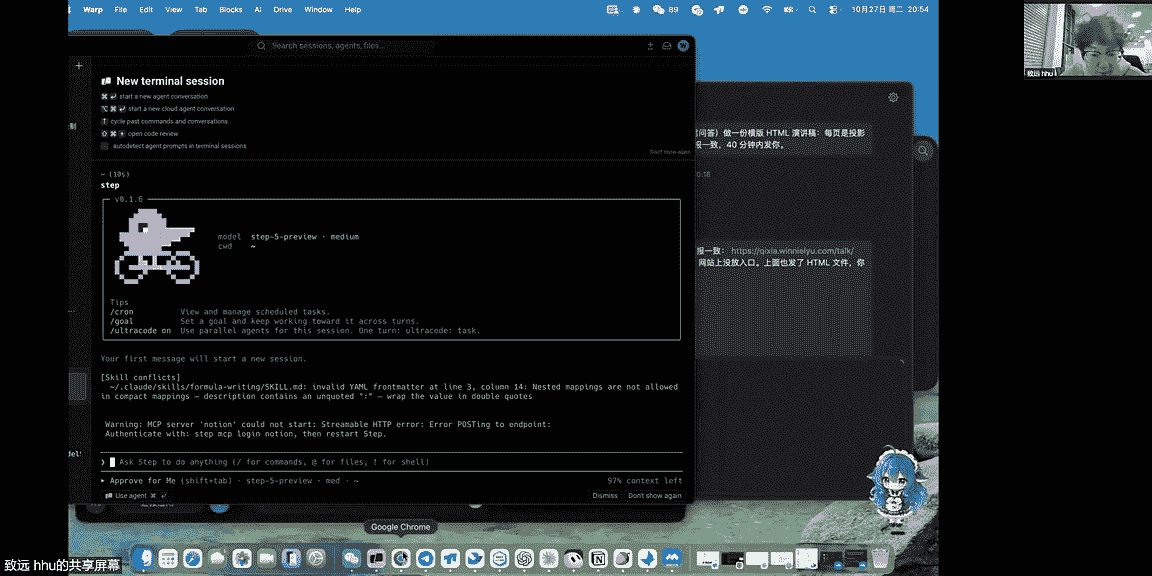 Warp File Edit View Tab Blocks AI Drive Window Help
89
10月27日 周二 20:54
致远 hhu
Search sessions, agents, files...
New terminal session
start a new agent conversation
start a new cloud agent conversation
cycle past commands and conversations
open code review
autodetect agent prompts in terminal sessions
Don't show again
问答）做一份横版 HTML 演讲稿：每页是投影
报一致，40 分钟内发你。
~ (10s)
step
v0.1.6
model step-5-preview · medium
cwd ~
报一致： https://qixia.winnielyu.com/talk/
网站上没放入口。上面也发了 HTML 文件，你
Tips
/cron View and manage scheduled tasks.
/goal Set a goal and keep working toward it across turns.
/ultracode on Use parallel agents for this session. One turn: ultracode: task.
Your first message will start a new session.
[Skill conflicts]
~/.claude/skills/formula-writing/SKILL.md: invalid YAML frontmatter at line 3, column 14: Nested mappings are not allowed
in compact mappings — description contains an unquoted ":" — wrap the value in double quotes
Warning: MCP server 'notion' could not start: Streamable HTTP error: Error POSTing to endpoint:
Authenticate with: step mcp login notion, then restart Step.
› Ask Step to do anything (/ for commands, @ for files, ! for shell)
▸ Approve for Me (shift+tab) · step-5-preview · med · ~ 97% context left
Use agent Dismiss Don't show again
Google Chrome
致远 hhu的共享屏幕